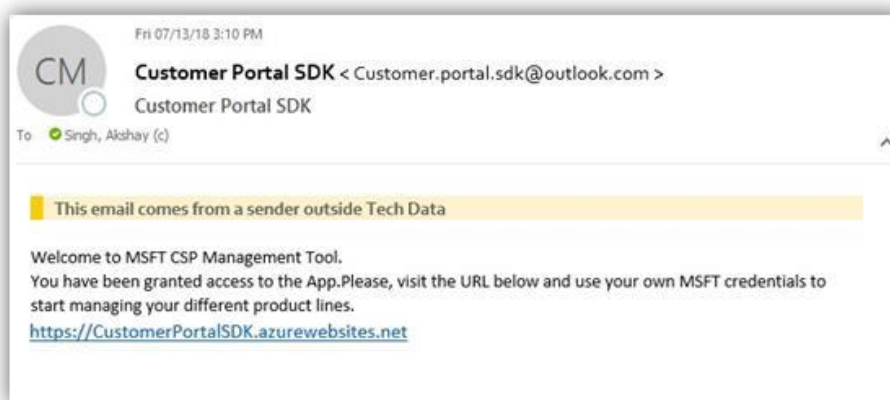 Fri 07/13/18 3:10 PM
CM
Customer Portal SDK < Customer.portal.sdk@outlook.com >
Customer Portal SDK
To Singh, Akshay (c)
This email comes from a sender outside Tech Data
Welcome to MSFT CSP Management Tool.
You have been granted access to the App.Please, visit the URL below and use your own MSFT credentials to
start managing your different product lines.
https://CustomerPortalSDK.azurewebsites.net